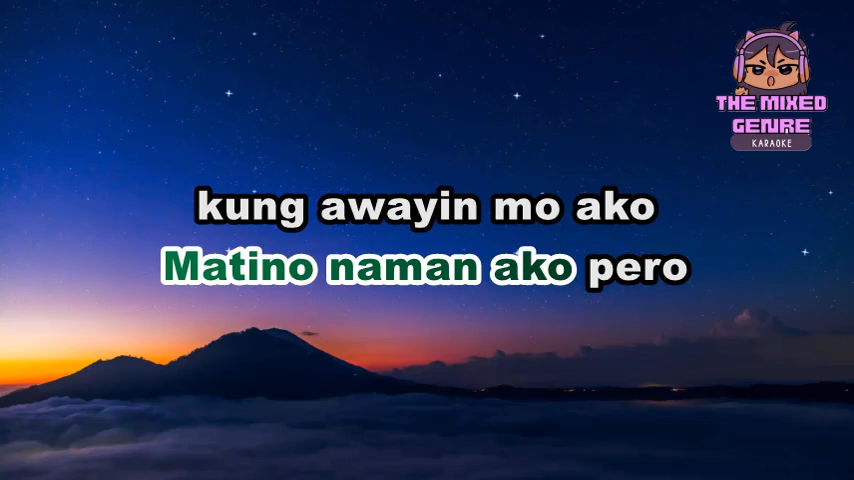 THE MIXED
GENRE
KARAOKE
kung awayin mo ako
Matino naman ako pero